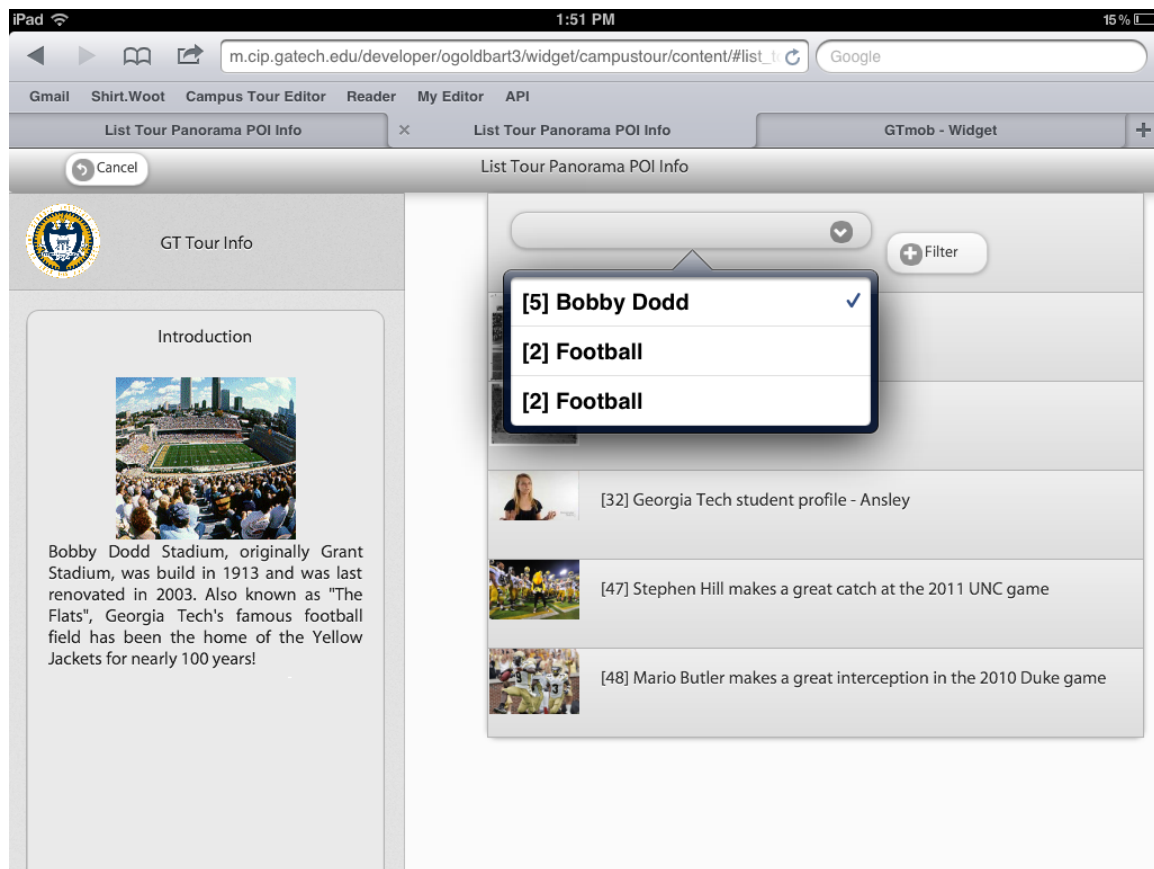 iPad 1:51 PM 15%
m.cip.gatech.edu/developer/ogoldbart3/widget/campustour/content/#list_t
Google
Gmail Shirt.Woot Campus Tour Editor Reader My Editor API
List Tour Panorama POI Info
List Tour Panorama POI Info
GTmob - Widget
Cancel
List Tour Panorama POI Info
GT Tour Info
Introduction
Bobby Dodd Stadium, originally Grant
Stadium, was build in 1913 and was last
renovated in 2003. Also known as "The
Flats", Georgia Tech's famous football
field has been the home of the Yellow
Jackets for nearly 100 years!
Filter
[5] Bobby Dodd
[2] Football
[2] Football
[32] Georgia Tech student profile - Ansley
[47] Stephen Hill makes a great catch at the 2011 UNC game
[48] Mario Butler makes a great interception in the 2010 Duke game